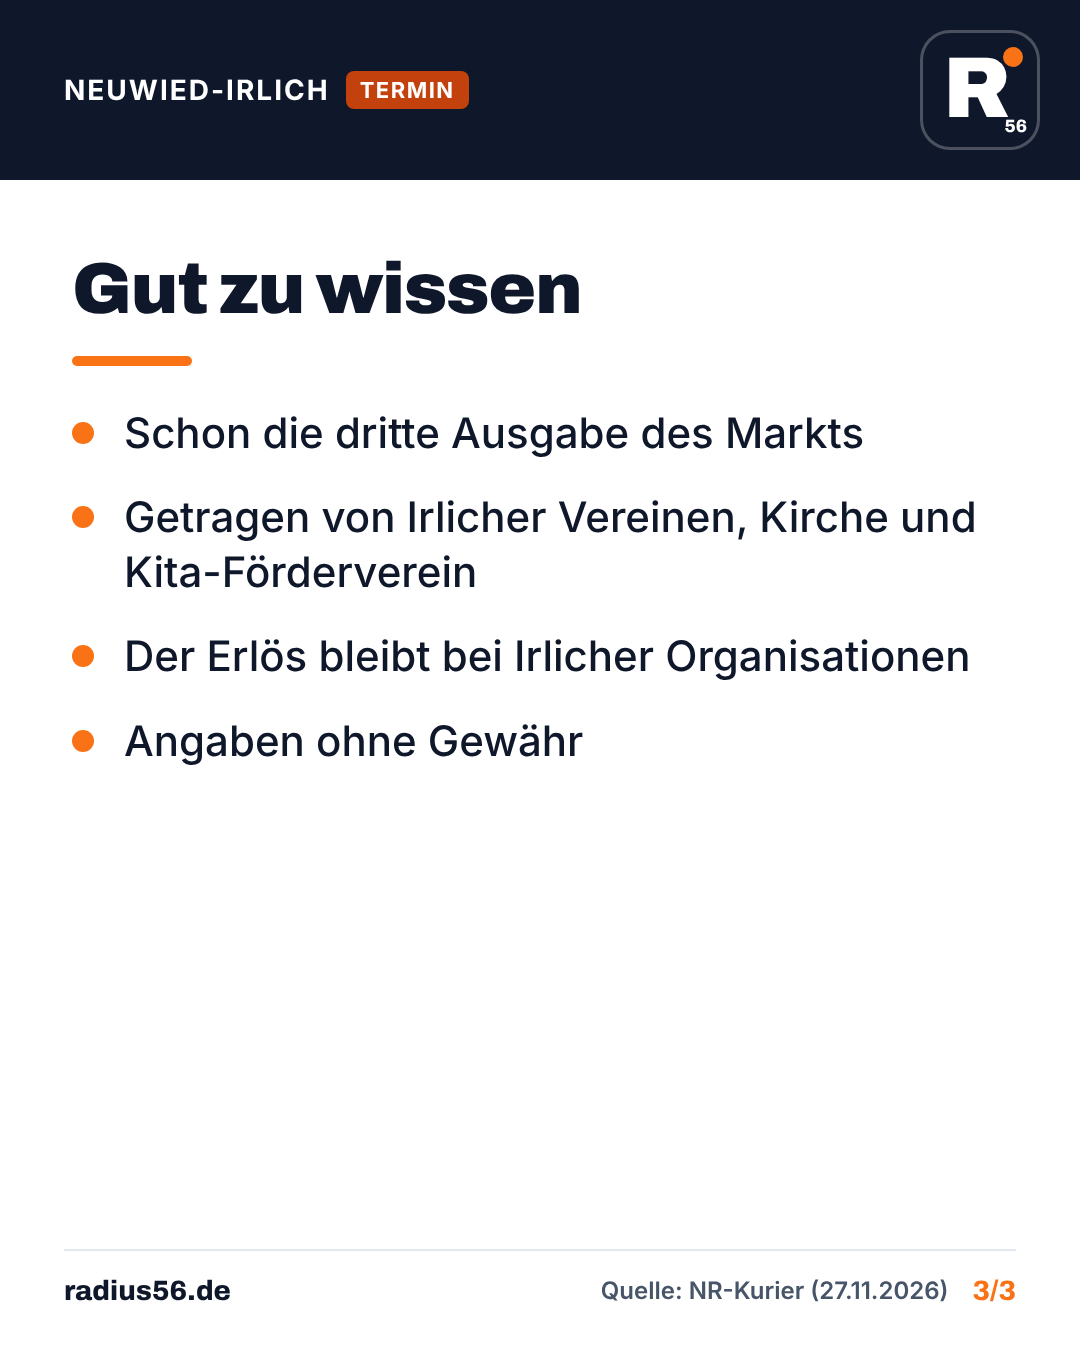 NEUWIED-IRLICH TERMIN
R
56
Gut zu wissen
Schon die dritte Ausgabe des Markts
Getragen von Irlicher Vereinen, Kirche und
Kita-Förderverein
Der Erlös bleibt bei Irlicher Organisationen
Angaben ohne Gewähr
radius56.de Quelle: NR-Kurier (27.11.2026) 3/3